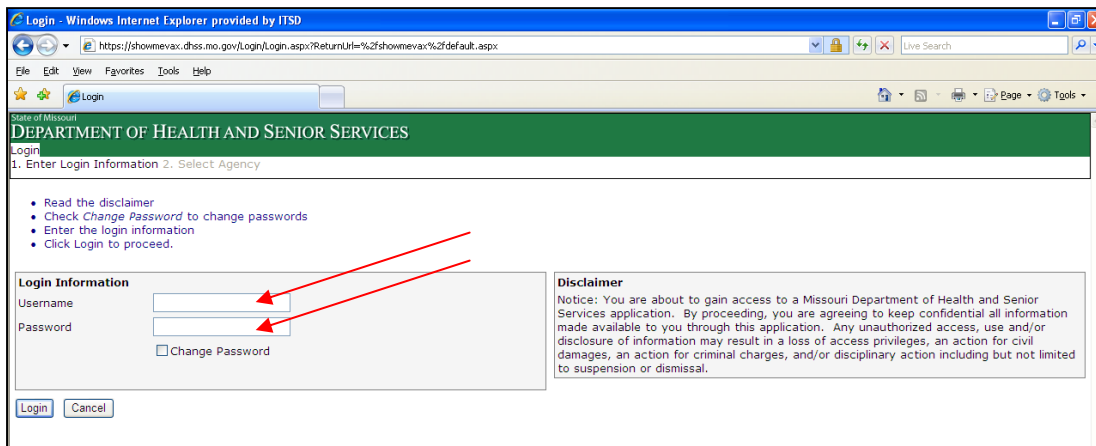 Login - Windows Internet Explorer provided by ITSD
https://showmevax.dhss.mo.gov/Login/Login.aspx?ReturnUrl=%2fshowmevax%2fdefault.aspx
Live Search
File Edit View Favorites Tools Help
Login
Page Tools
State of Missouri
DEPARTMENT OF HEALTH AND SENIOR SERVICES
Login
1. Enter Login Information 2. Select Agency
• Read the disclaimer
• Check Change Password to change passwords
• Enter the login information
• Click Login to proceed.
Login Information
Username
Password
Change Password
Disclaimer
Notice: You are about to gain access to a Missouri Department of Health and Senior
Services application. By proceeding, you are agreeing to keep confidential all information
made available to you through this application. Any unauthorized access, use and/or
disclosure of information may result in a loss of access privileges, an action for civil
damages, an action for criminal charges, and/or disciplinary action including but not limited
to suspension or dismissal.
Login Cancel